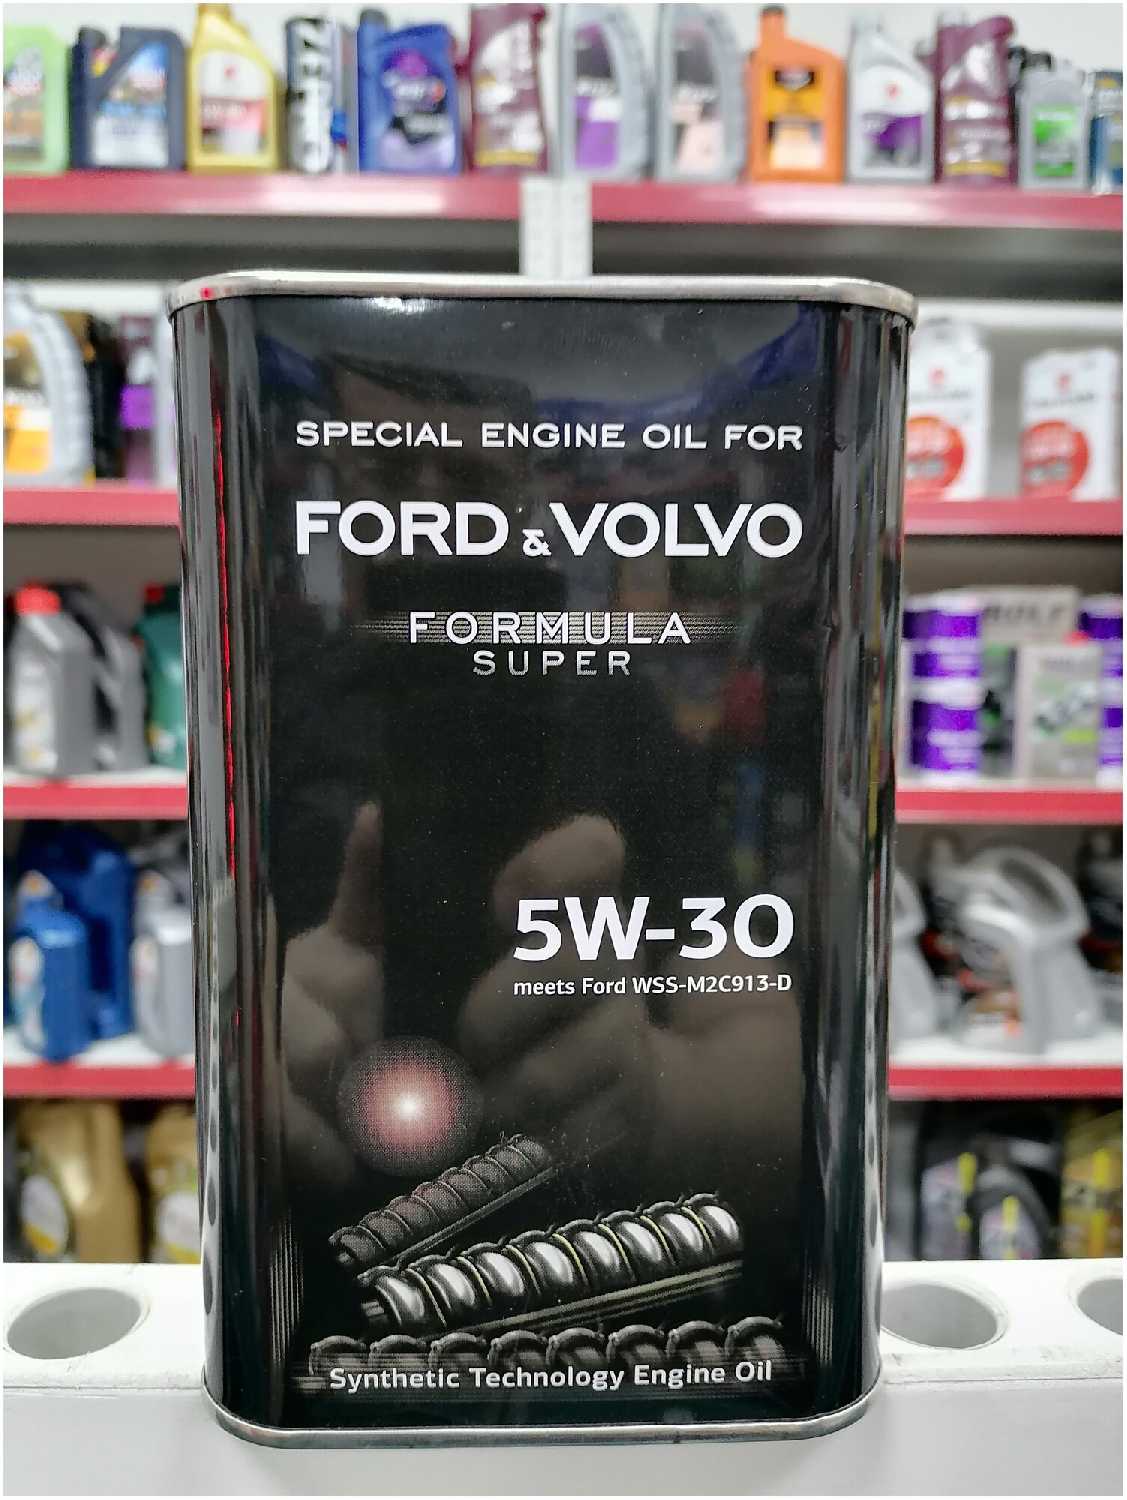 SPECIAL ENGINE OIL FOR
FORD & VOLVO
FORMULA
SUPER
5W-30
meets Ford WSS-M2C913-D
Synthetic Technology Engine Oil